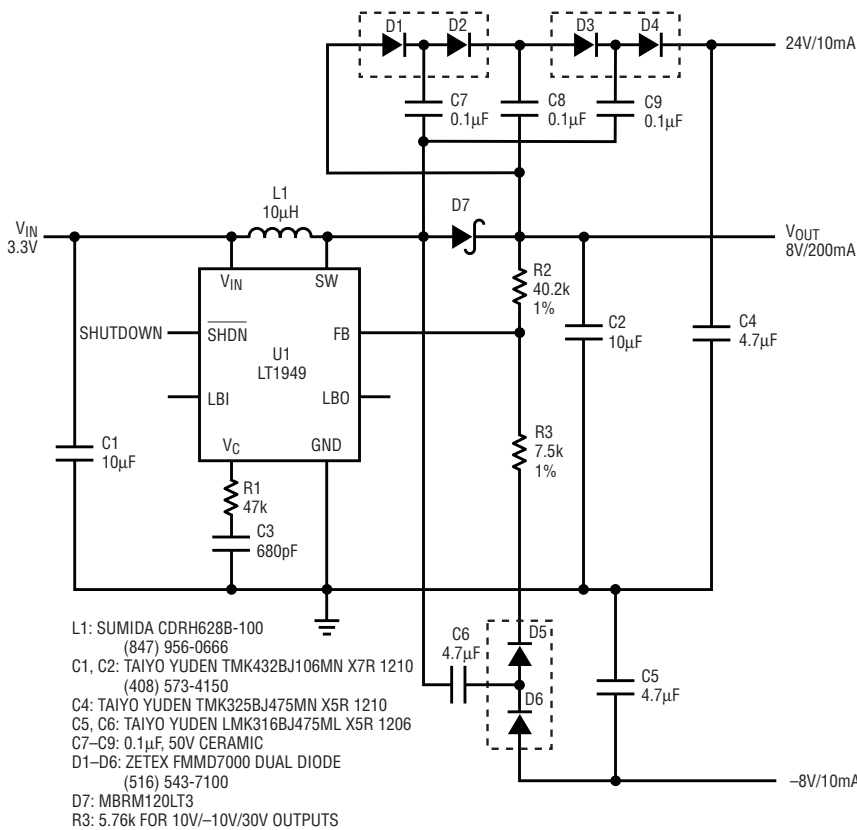 D1
D2
D3
D4
24V/10mA
C7
0.1µF
C8
0.1µF
C9
0.1µF
L1
10µH
D7
VIN
3.3V
VOUT
8V/200mA
VIN
SW
R2
40.2k
1%
SHUTDOWN
SHDN
FB
U1
LT1949
C2
10µF
C4
4.7µF
LBI
LBO
C1
10µF
VC
GND
R3
7.5k
1%
R1
47k
C3
680pF
L1: SUMIDA CDRH628B-100
(847) 956-0666
C1, C2: TAIYO YUDEN TMK432BJ106MN X7R 1210
(408) 573-4150
C4: TAIYO YUDEN TMK325BJ475MN X5R 1210
C5, C6: TAIYO YUDEN LMK316BJ475ML X5R 1206
C7–C9: 0.1µF, 50V CERAMIC
D1–D6: ZETEX FMMD7000 DUAL DIODE
(516) 543-7100
D7: MBRM120LT3
R3: 5.76k FOR 10V/–10V/30V OUTPUTS
C6
4.7µF
D5
D6
C5
4.7µF
–8V/10mA